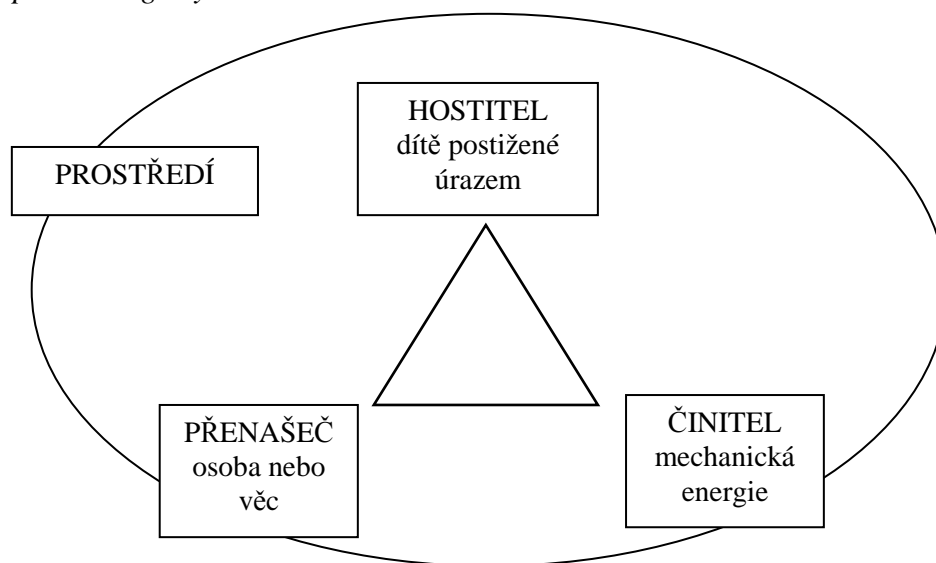 HOSTITEL
dítě postižené
úrazem
PROSTŘEDÍ
PŘENAŠEČ
osoba nebo
věc
ČINITEL
mechanická
energie